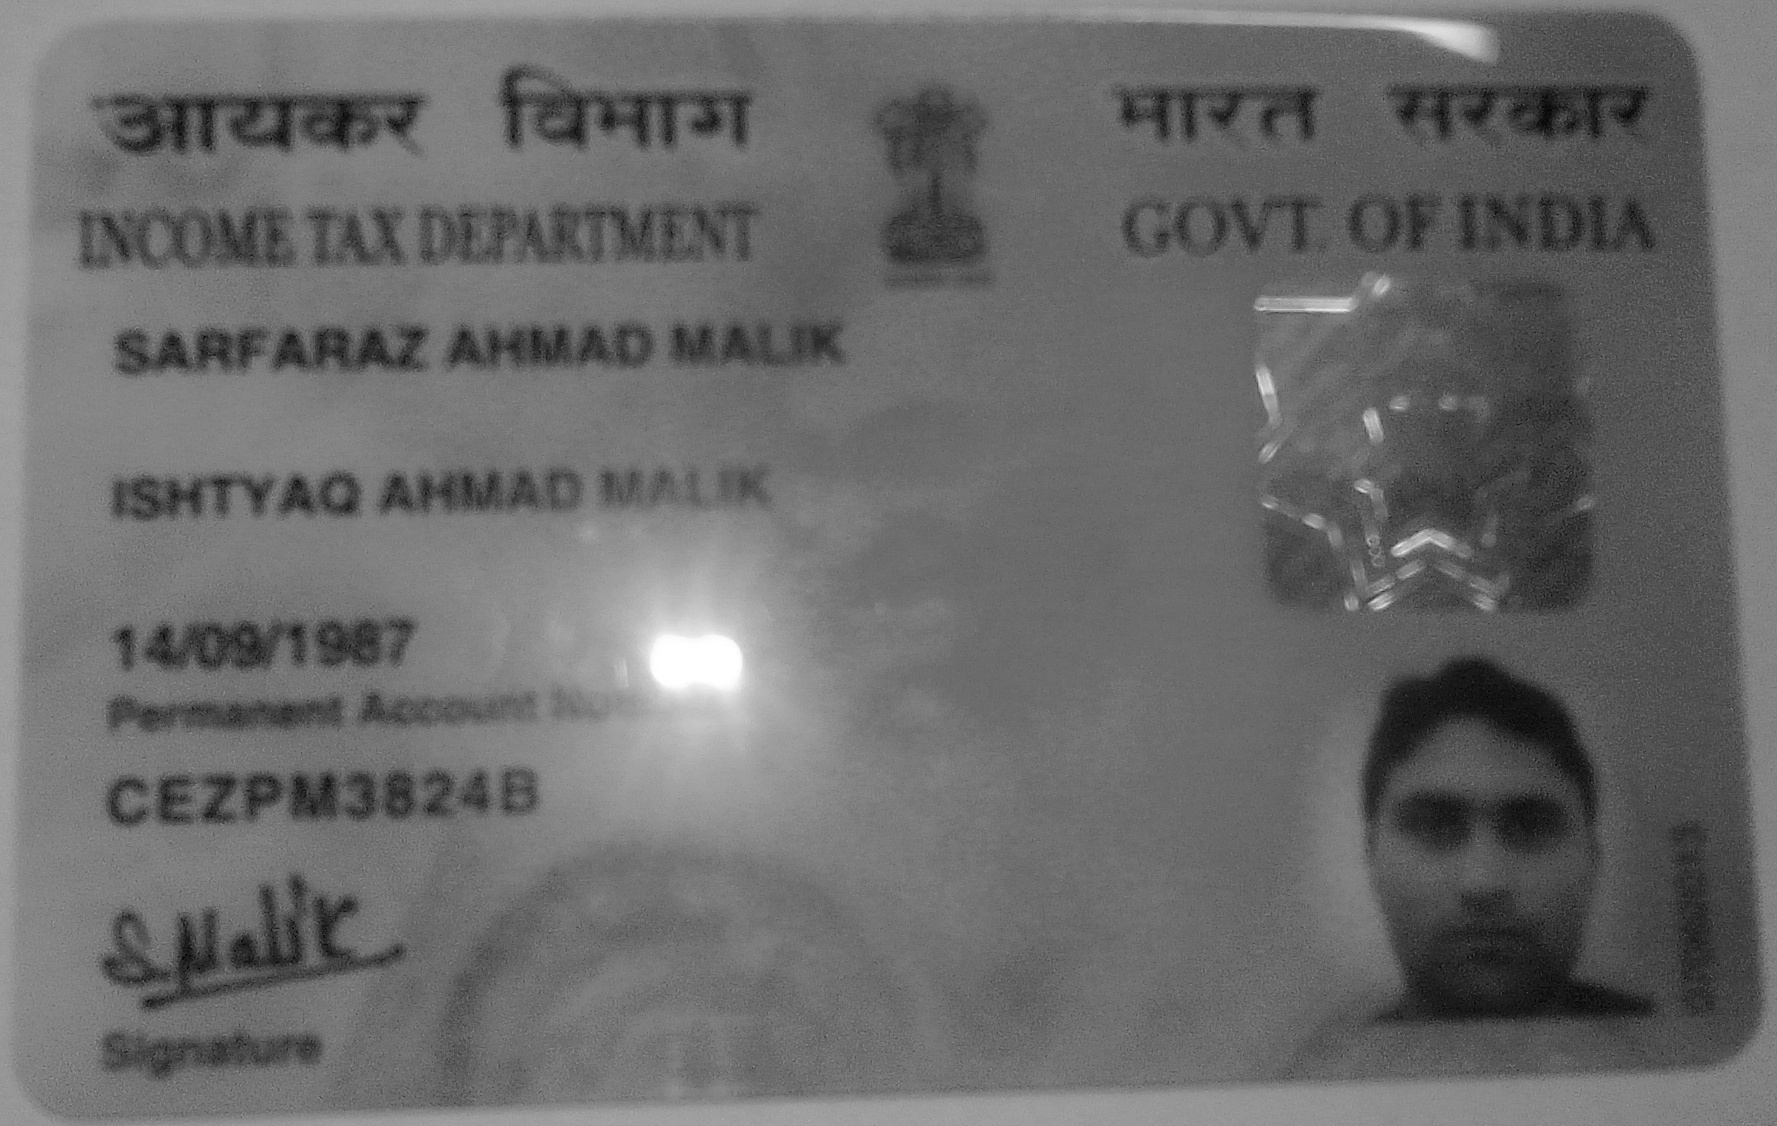 आयकर विभाग
भारत सरकार
INCOME TAX DEPARTMENT
GOVT. OF INDIA
SARFARAZ AHMAD MALIK
ISHTYAQ AHMAD MALIK
14/09/1987
Permanent Account
CEZPM3824B
S.Malik
Signature